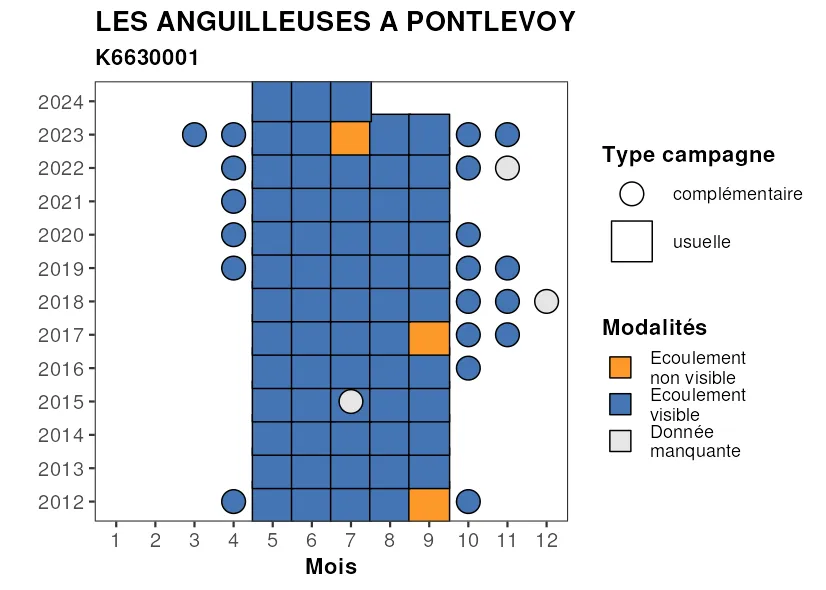 LES ANGUILLEUSES A PONTLEVOY
K6630001
2024
2023
2022
2021
2020
2019
2018
2017
2016
2015
2014
2013
2012
1 2 3 4 5 6 7 8 9 10 11 12
Mois
Type campagne
complémentaire
usuelle
Modalités
Ecoulement
non visible
Ecoulement
visible
Donnée
manquante